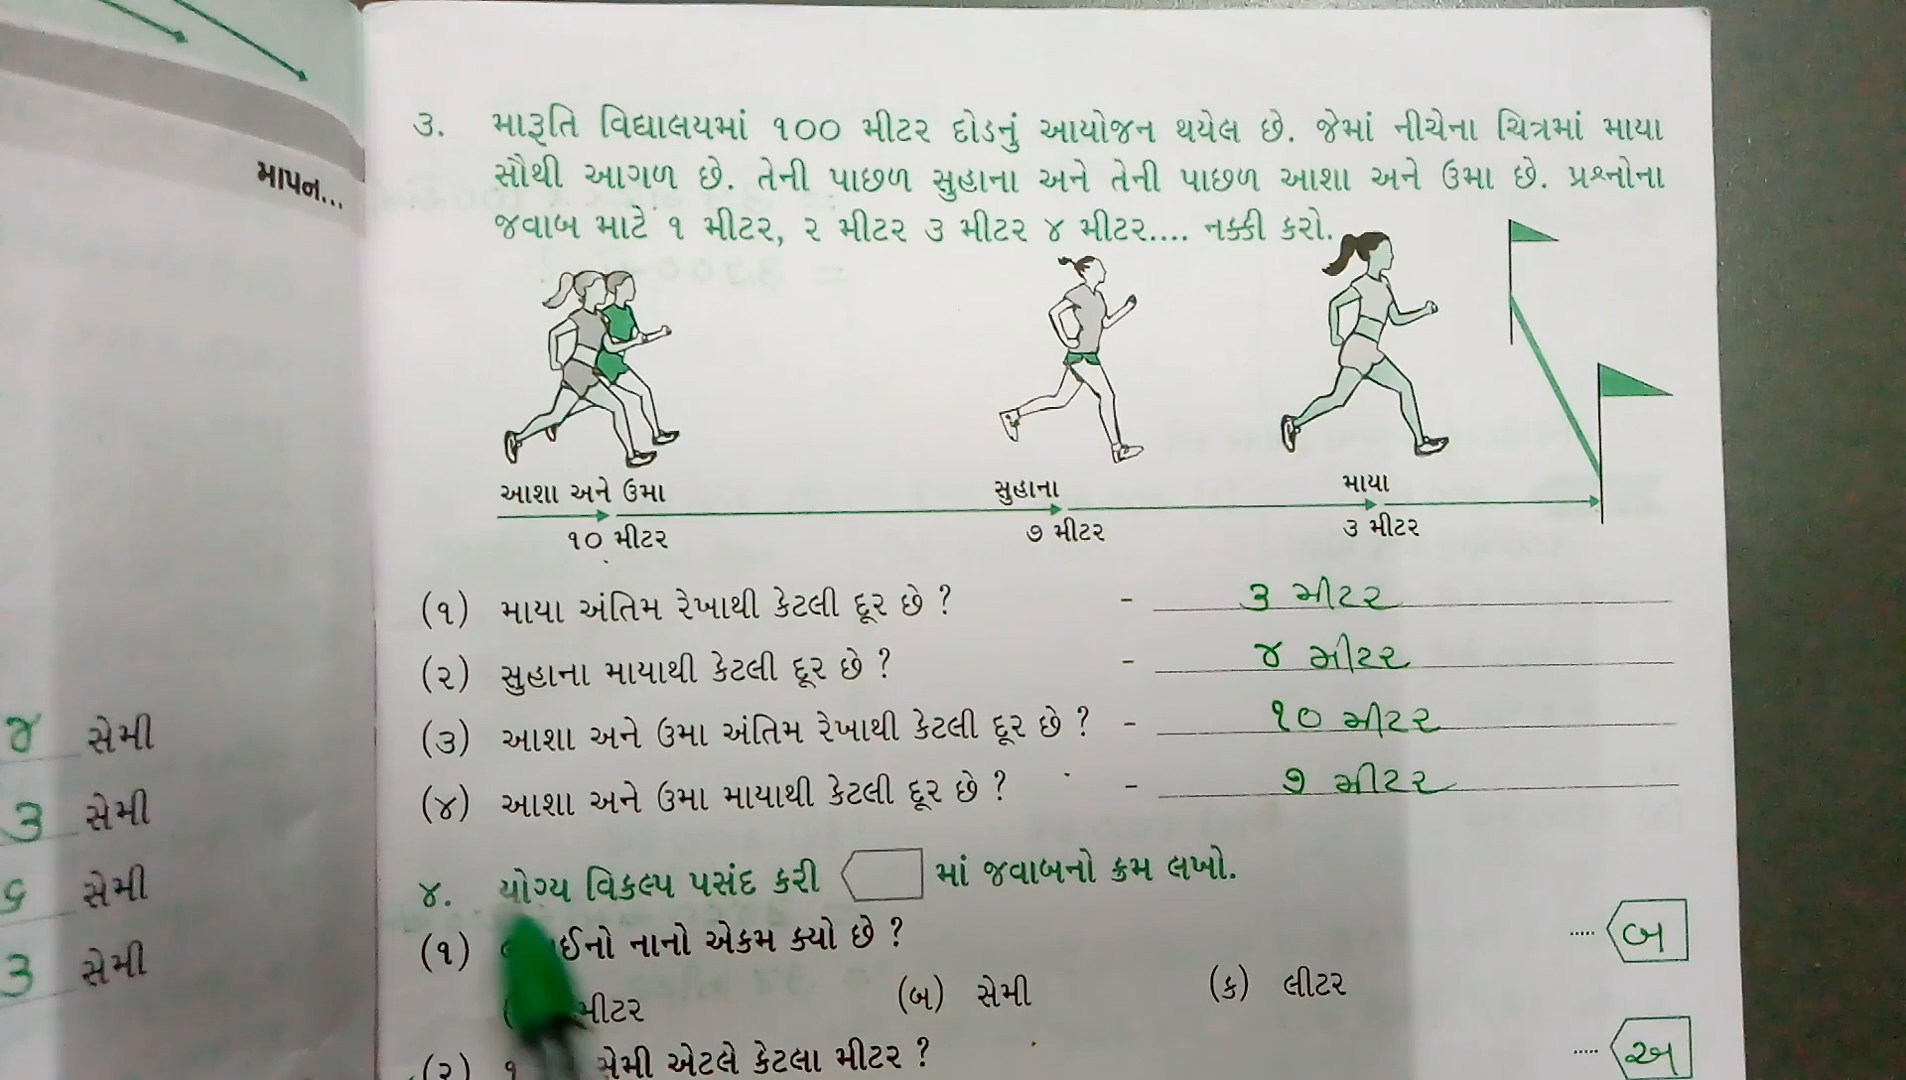 માપન...
૪ સેમી
૩ સેમી
૬ સેમી
૩ સેમી
૩. મારૂતિ વિદ્યાલયમાં ૧૦૦ મીટર દોડનું આયોજન થયેલ છે. જેમાં નીચેના ચિત્રમાં માયા
સૌથી આગળ છે. તેની પાછળ સુહાના અને તેની પાછળ આશા અને ઉમા છે. પ્રશ્નોના
જવાબ માટે ૧ મીટર, ૨ મીટર ૩ મીટર ૪ મીટર.... નક્કી કરો.
આશા અને ઉમા સુહાના માયા
૧૦ મીટર ૭ મીટર ૩ મીટર
(૧) માયા અંતિમ રેખાથી કેટલી દૂર છે ? - ૩ મીટર
(૨) સુહાના માયાથી કેટલી દૂર છે ? - ૪ મીટર
(૩) આશા અને ઉમા અંતિમ રેખાથી કેટલી દૂર છે ? - ૧૦ મીટર
(૪) આશા અને ઉમા માયાથી કેટલી દૂર છે ? - ૭ મીટર
૪. યોગ્ય વિકલ્પ પસંદ કરી માં જવાબનો ક્રમ લખો.
(૧) નાનો એકમ ક્યો છે ? ..... બ
મીટર (બ) સેમી (ક) લીટર
(૨) સેમી એટલે કેટલા મીટર ? ..... અ